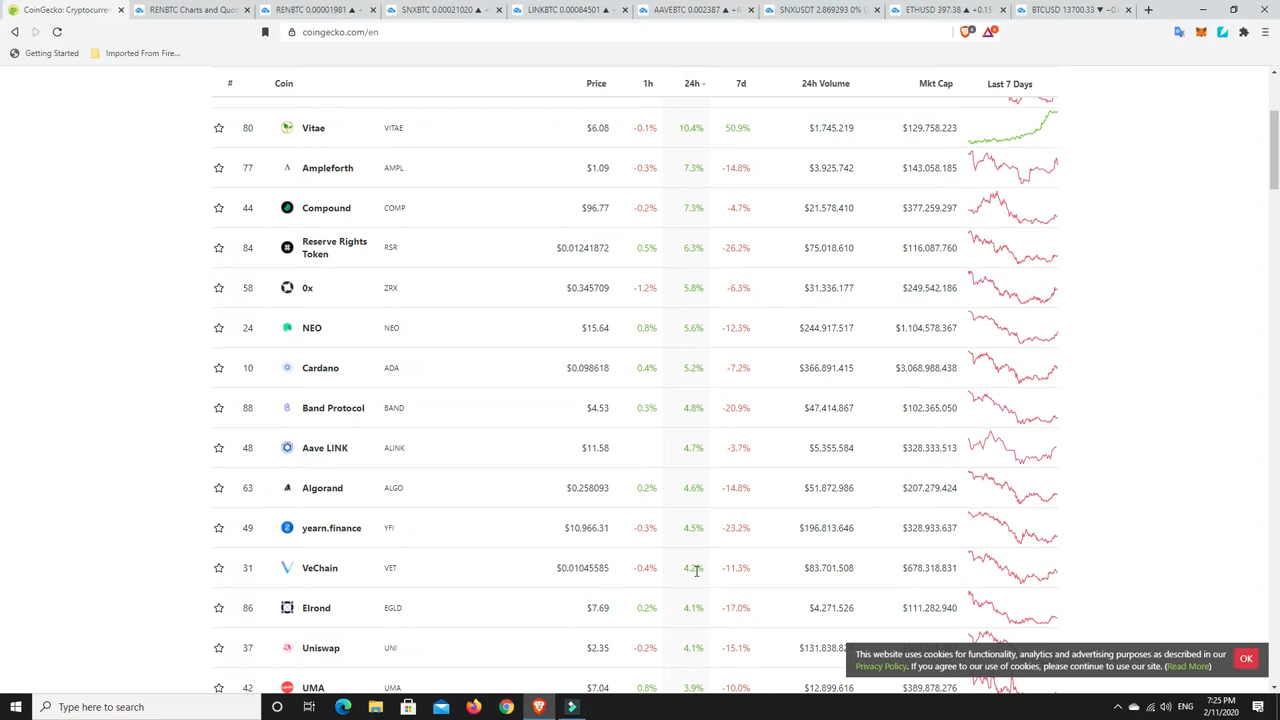 CoinGecko: Cryptocurren
RENBTC Charts and Quo
RENBTC 0.00001981
SNXBTC 0.00021020
LINKBTC 0.00084501
AAVEBTC 0.002387 +6
SNXUSDT 2.869293 0% U
ETHUSD 397.38 +0.15
BTCUSD 13700.33
coingecko.com/en
Getting Started Imported From Fire...
# Coin Price 1h 24h 7d 24h Volume Mkt Cap Last 7 Days
80 Vitae VITAE $6.08 -0.1% 10.4% 50.9% $1,745,219 $129,758,223
77 Ampleforth AMPL $1.09 -0.3% 7.3% -14.8% $3,925,742 $143,058,185
44 Compound COMP $96.77 -0.2% 7.3% -4.7% $21,578,410 $377,259,297
84 Reserve Rights Token RSR $0.01241872 0.5% 6.3% -26.2% $75,018,610 $116,087,760
58 0x ZRX $0.345709 -1.2% 5.8% -6.3% $31,336,177 $249,542,186
24 NEO NEO $15.64 0.8% 5.6% -12.3% $244,917,517 $1,104,578,367
10 Cardano ADA $0.098618 0.4% 5.2% -7.2% $366,891,415 $3,068,988,438
88 Band Protocol BAND $4.53 0.3% 4.8% -20.9% $47,414,867 $102,365,050
48 Aave LINK ALINK $11.58 4.7% -3.7% $5,355,584 $328,333,513
63 Algorand ALGO $0.258093 0.2% 4.6% -14.8% $51,872,986 $207,279,424
49 yearn.finance YFI $10,966.31 -0.3% 4.5% -23.2% $196,813,646 $328,933,637
31 VeChain VET $0.01045585 -0.4% 4.2% -11.3% $83,701,508 $678,318,831
86 Elrond EGLD $7.69 0.2% 4.1% -17.0% $4,271,526 $111,282,940
37 Uniswap UNI $2.35 -0.2% 4.1% -15.1% $131,838,8
42 UMA UMA $7.04 0.8% 3.9% -10.0% $12,899,616 $389,878,276
This website uses cookies for functionality, analytics and advertising purposes as described in our
Privacy Policy. If you agree to our use of cookies, please continue to use our site. (Read More)
OK
Type here to search
ENG
7:25 PM
2/11/2020